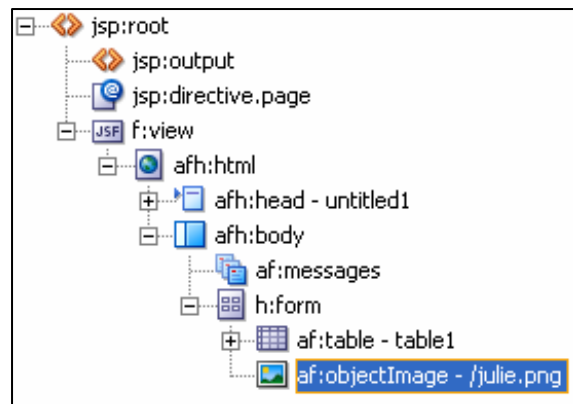 jsp:root
jsp:output
jsp:directive.page
JSF f:view
afh:html
afh:head - untitled1
afh:body
af:messages
h:form
af:table - table1
af:objectImage - /julie.png